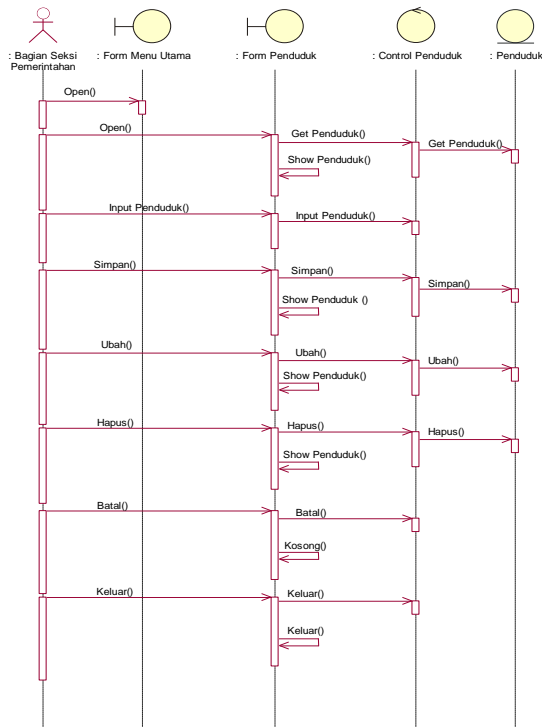 : Bagian Seksi
Pemerintahan
: Form Menu Utama
: Form Penduduk
: Control Penduduk
: Penduduk
Open()
Open()
Get Penduduk()
Get Penduduk()
Show Penduduk()
Input Penduduk()
Input Penduduk()
Simpan()
Simpan()
Simpan()
Show Penduduk ()
Ubah()
Ubah()
Ubah()
Show Penduduk()
Hapus()
Hapus()
Hapus()
Show Penduduk()
Batal()
Batal()
Kosong()
Keluar()
Keluar()
Keluar()